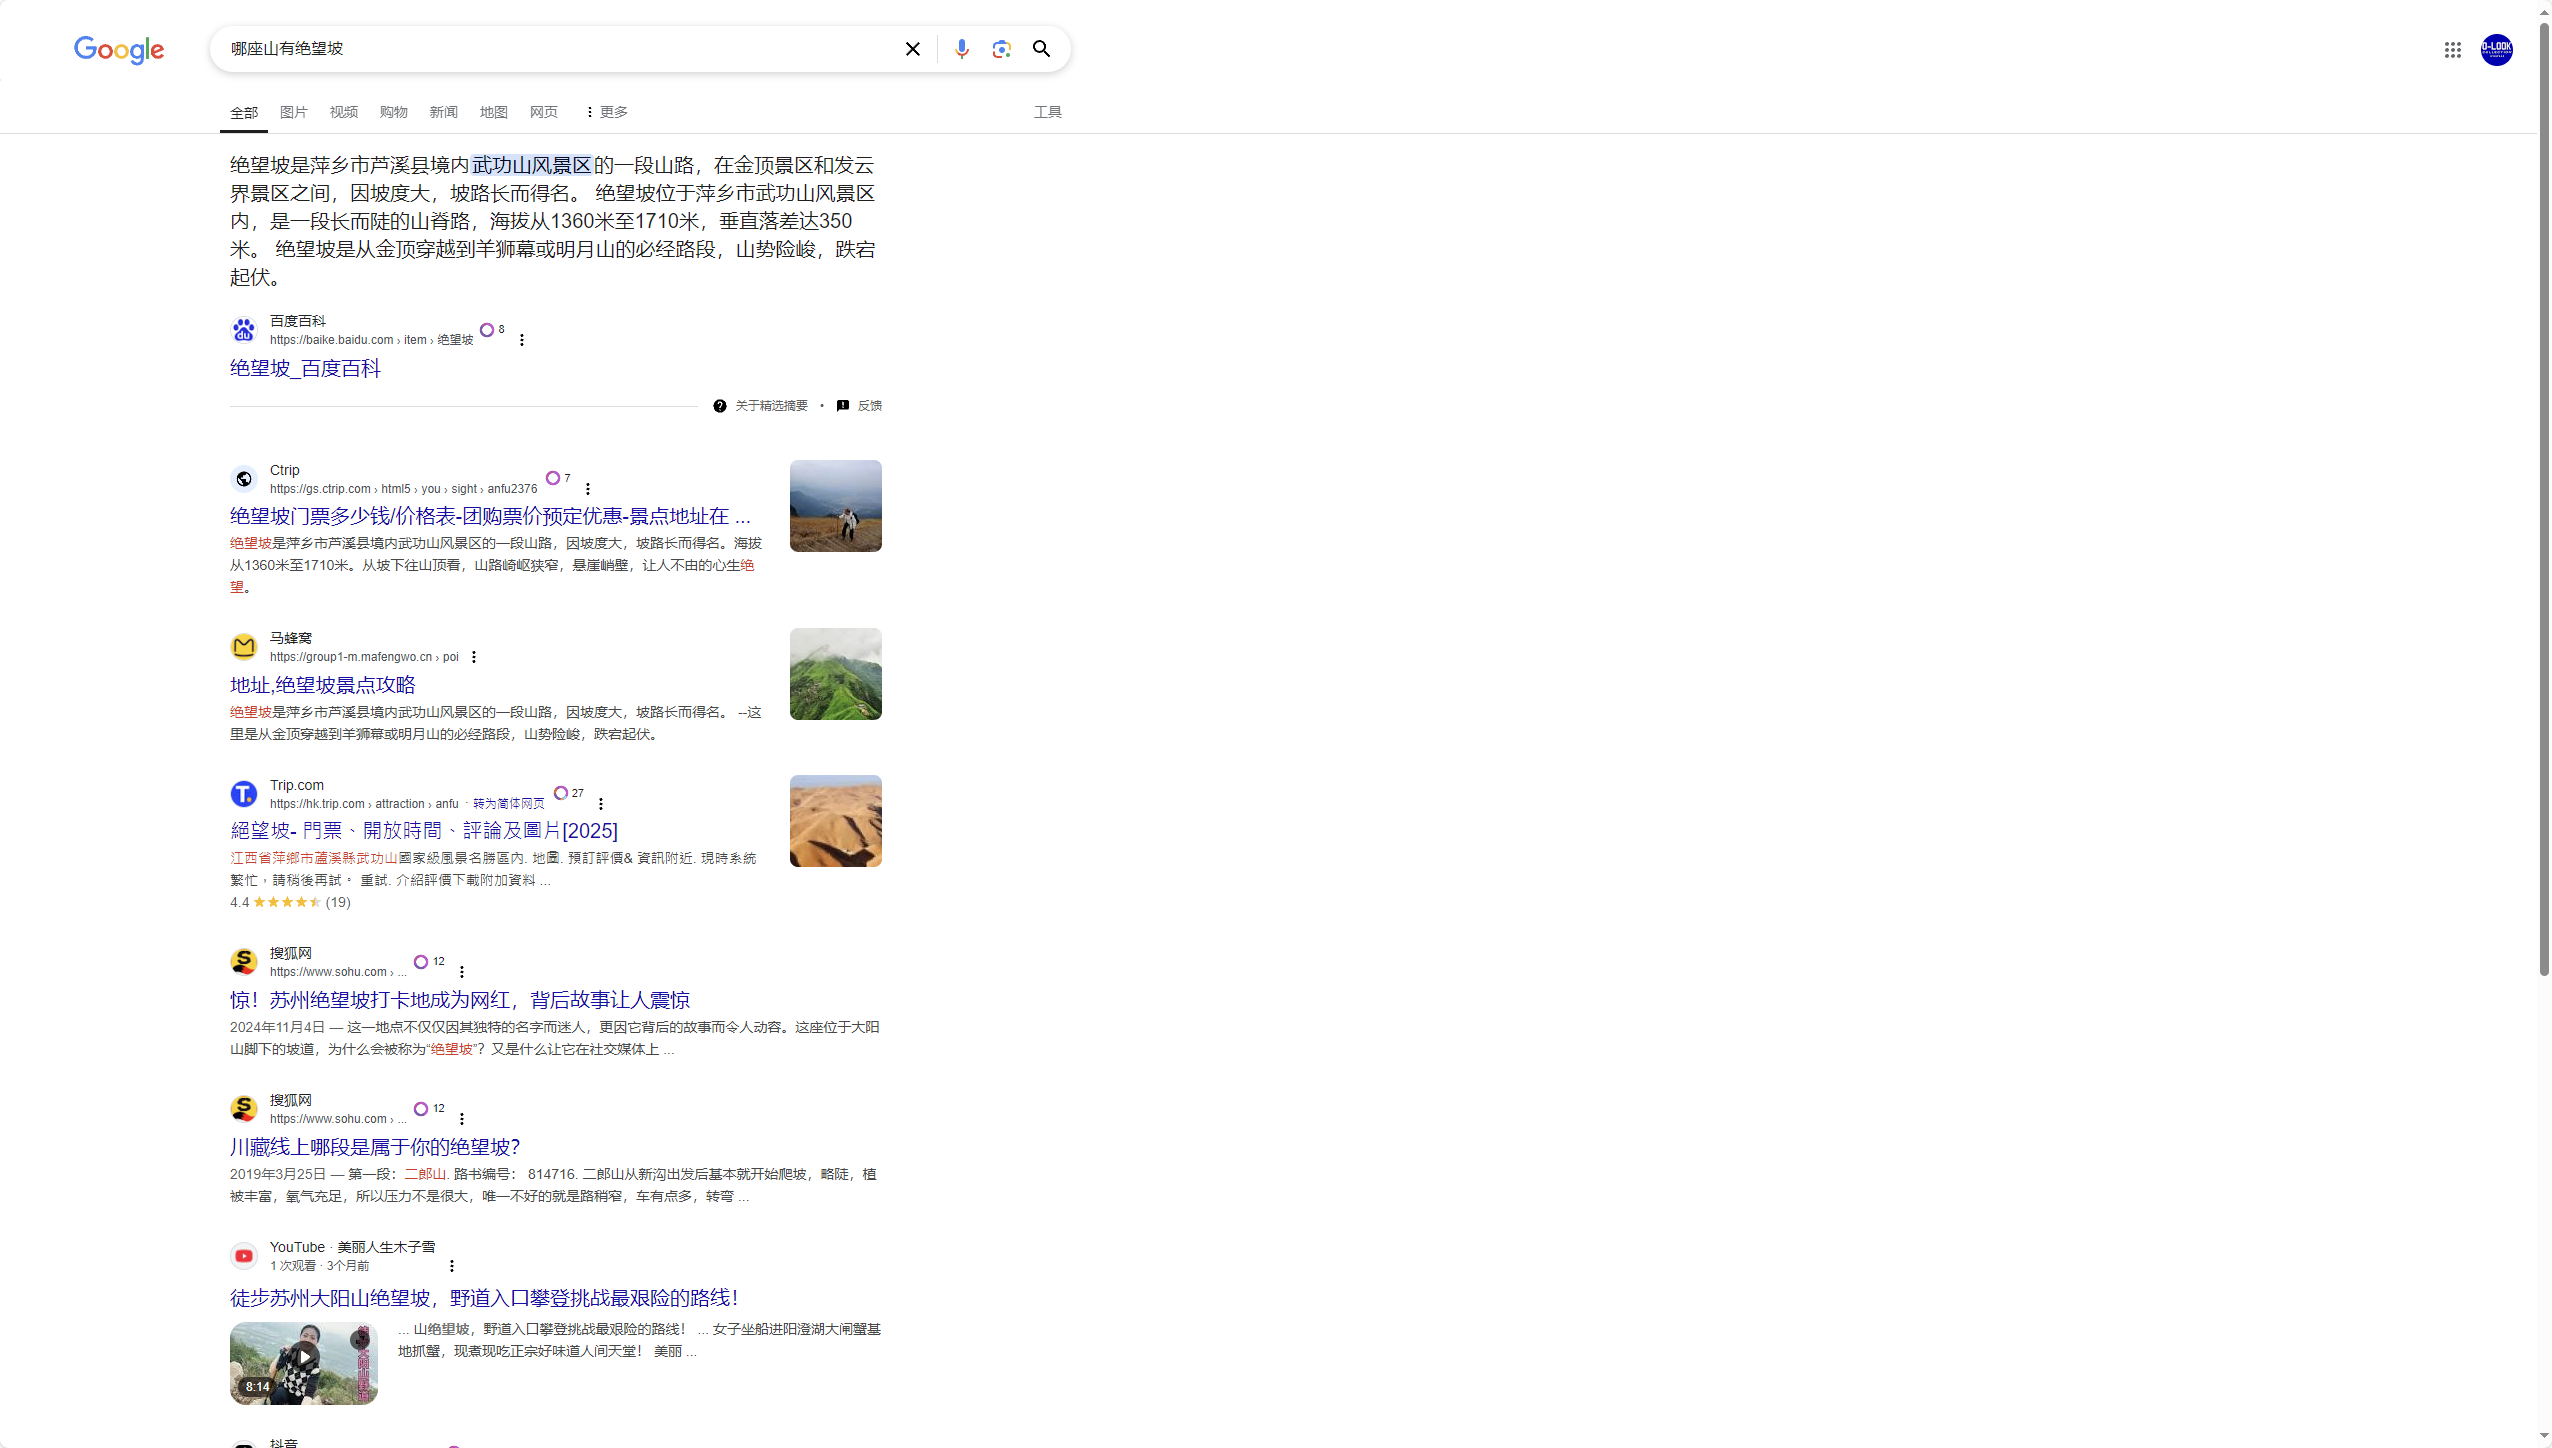 Google
哪座山有绝望坡
O-LOOK
全部 图片 视频 购物 新闻 地图 网页 更多 工具
绝望坡是萍乡市芦溪县境内武功山风景区的一段山路，在金顶景区和发云
界景区之间，因坡度大，坡路长而得名。 绝望坡位于萍乡市武功山风景区
内，是一段长而陡的山脊路，海拔从1360米至1710米，垂直落差达350
米。 绝望坡是从金顶穿越到羊狮幕或明月山的必经路段，山势险峻，跌宕
起伏。
百度百科
https://baike.baidu.com › item › 绝望坡 8
绝望坡_百度百科
关于精选摘要 • 反馈
Ctrip
https://gs.ctrip.com › html5 › you › sight › anfu2376 7
绝望坡门票多少钱/价格表-团购票价预定优惠-景点地址在 ...
绝望坡是萍乡市芦溪县境内武功山风景区的一段山路，因坡度大，坡路长而得名。海拔
从1360米至1710米。从坡下往山顶看，山路崎岖狭窄，悬崖峭壁，让人不由的心生绝
望。
马蜂窝
https://group1-m.mafengwo.cn › poi
地址,绝望坡景点攻略
绝望坡是萍乡市芦溪县境内武功山风景区的一段山路，因坡度大，坡路长而得名。 --这
里是从金顶穿越到羊狮幕或明月山的必经路段，山势险峻，跌宕起伏。
Trip.com
https://hk.trip.com › attraction › anfu · 转为简体网页 27
絕望坡- 門票、開放時間、評論及圖片[2025]
江西省萍鄉市蘆溪縣武功山國家級風景名勝區內. 地圖. 預訂評價& 資訊附近. 現時系統
繁忙，請稍後再試。 重試. 介紹評價下載附加資料 ...
4.4 (19)
搜狐网
https://www.sohu.com › ... 12
惊！苏州绝望坡打卡地成为网红，背后故事让人震惊
2024年11月4日 — 这一地点不仅仅因其独特的名字而迷人，更因它背后的故事而令人动容。这座位于大阳
山脚下的坡道，为什么会被称为“绝望坡”？又是什么让它在社交媒体上 ...
搜狐网
https://www.sohu.com › ... 12
川藏线上哪段是属于你的绝望坡？
2019年3月25日 — 第一段：二郎山. 路书编号： 814716. 二郎山从新沟出发后基本就开始爬坡，略陡，植
被丰富，氧气充足，所以压力不是很大，唯一不好的就是路稍窄，车有点多，转弯 ...
YouTube · 美丽人生木子雪
1 次观看 · 3个月前
徒步苏州大阳山绝望坡，野道入口攀登挑战最艰险的路线！
... 山绝望坡，野道入口攀登挑战最艰险的路线！ ... 女子坐船进阳澄湖大闸蟹基
地抓蟹，现煮现吃正宗好味道人间天堂！ 美丽 ...
8:14
抖音